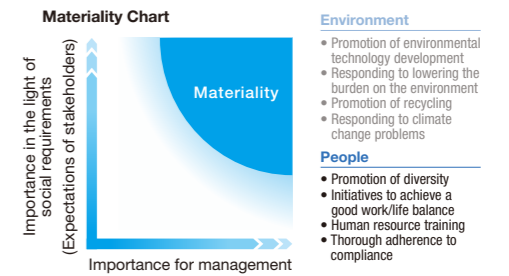 Materiality Chart
Importance in the light of
social requirements
(Expectations of stakeholders)
Materiality
Importance for management
Environment
• Promotion of environmental
technology development
• Responding to lowering the
burden on the environment
• Promotion of recycling
• Responding to climate
change problems
People
• Promotion of diversity
• Initiatives to achieve a
good work/life balance
• Human resource training
• Thorough adherence to
compliance